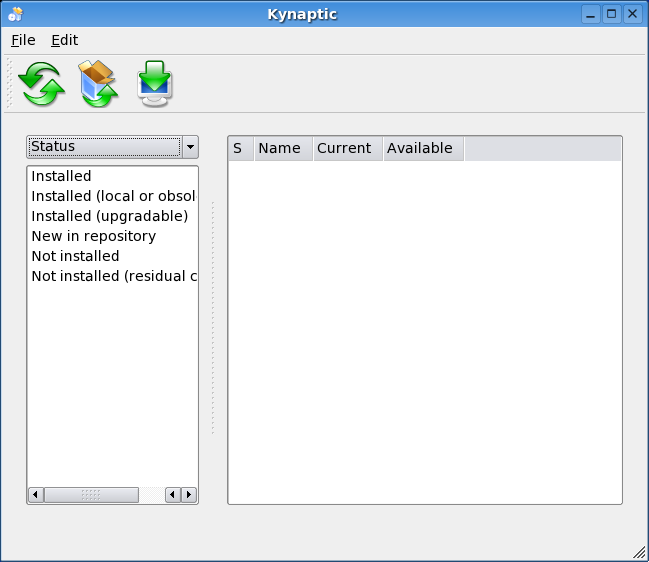 Kynaptic
File Edit
Status
Installed
Installed (local or obsol
Installed (upgradable)
New in repository
Not installed
Not installed (residual c
S Name Current Available